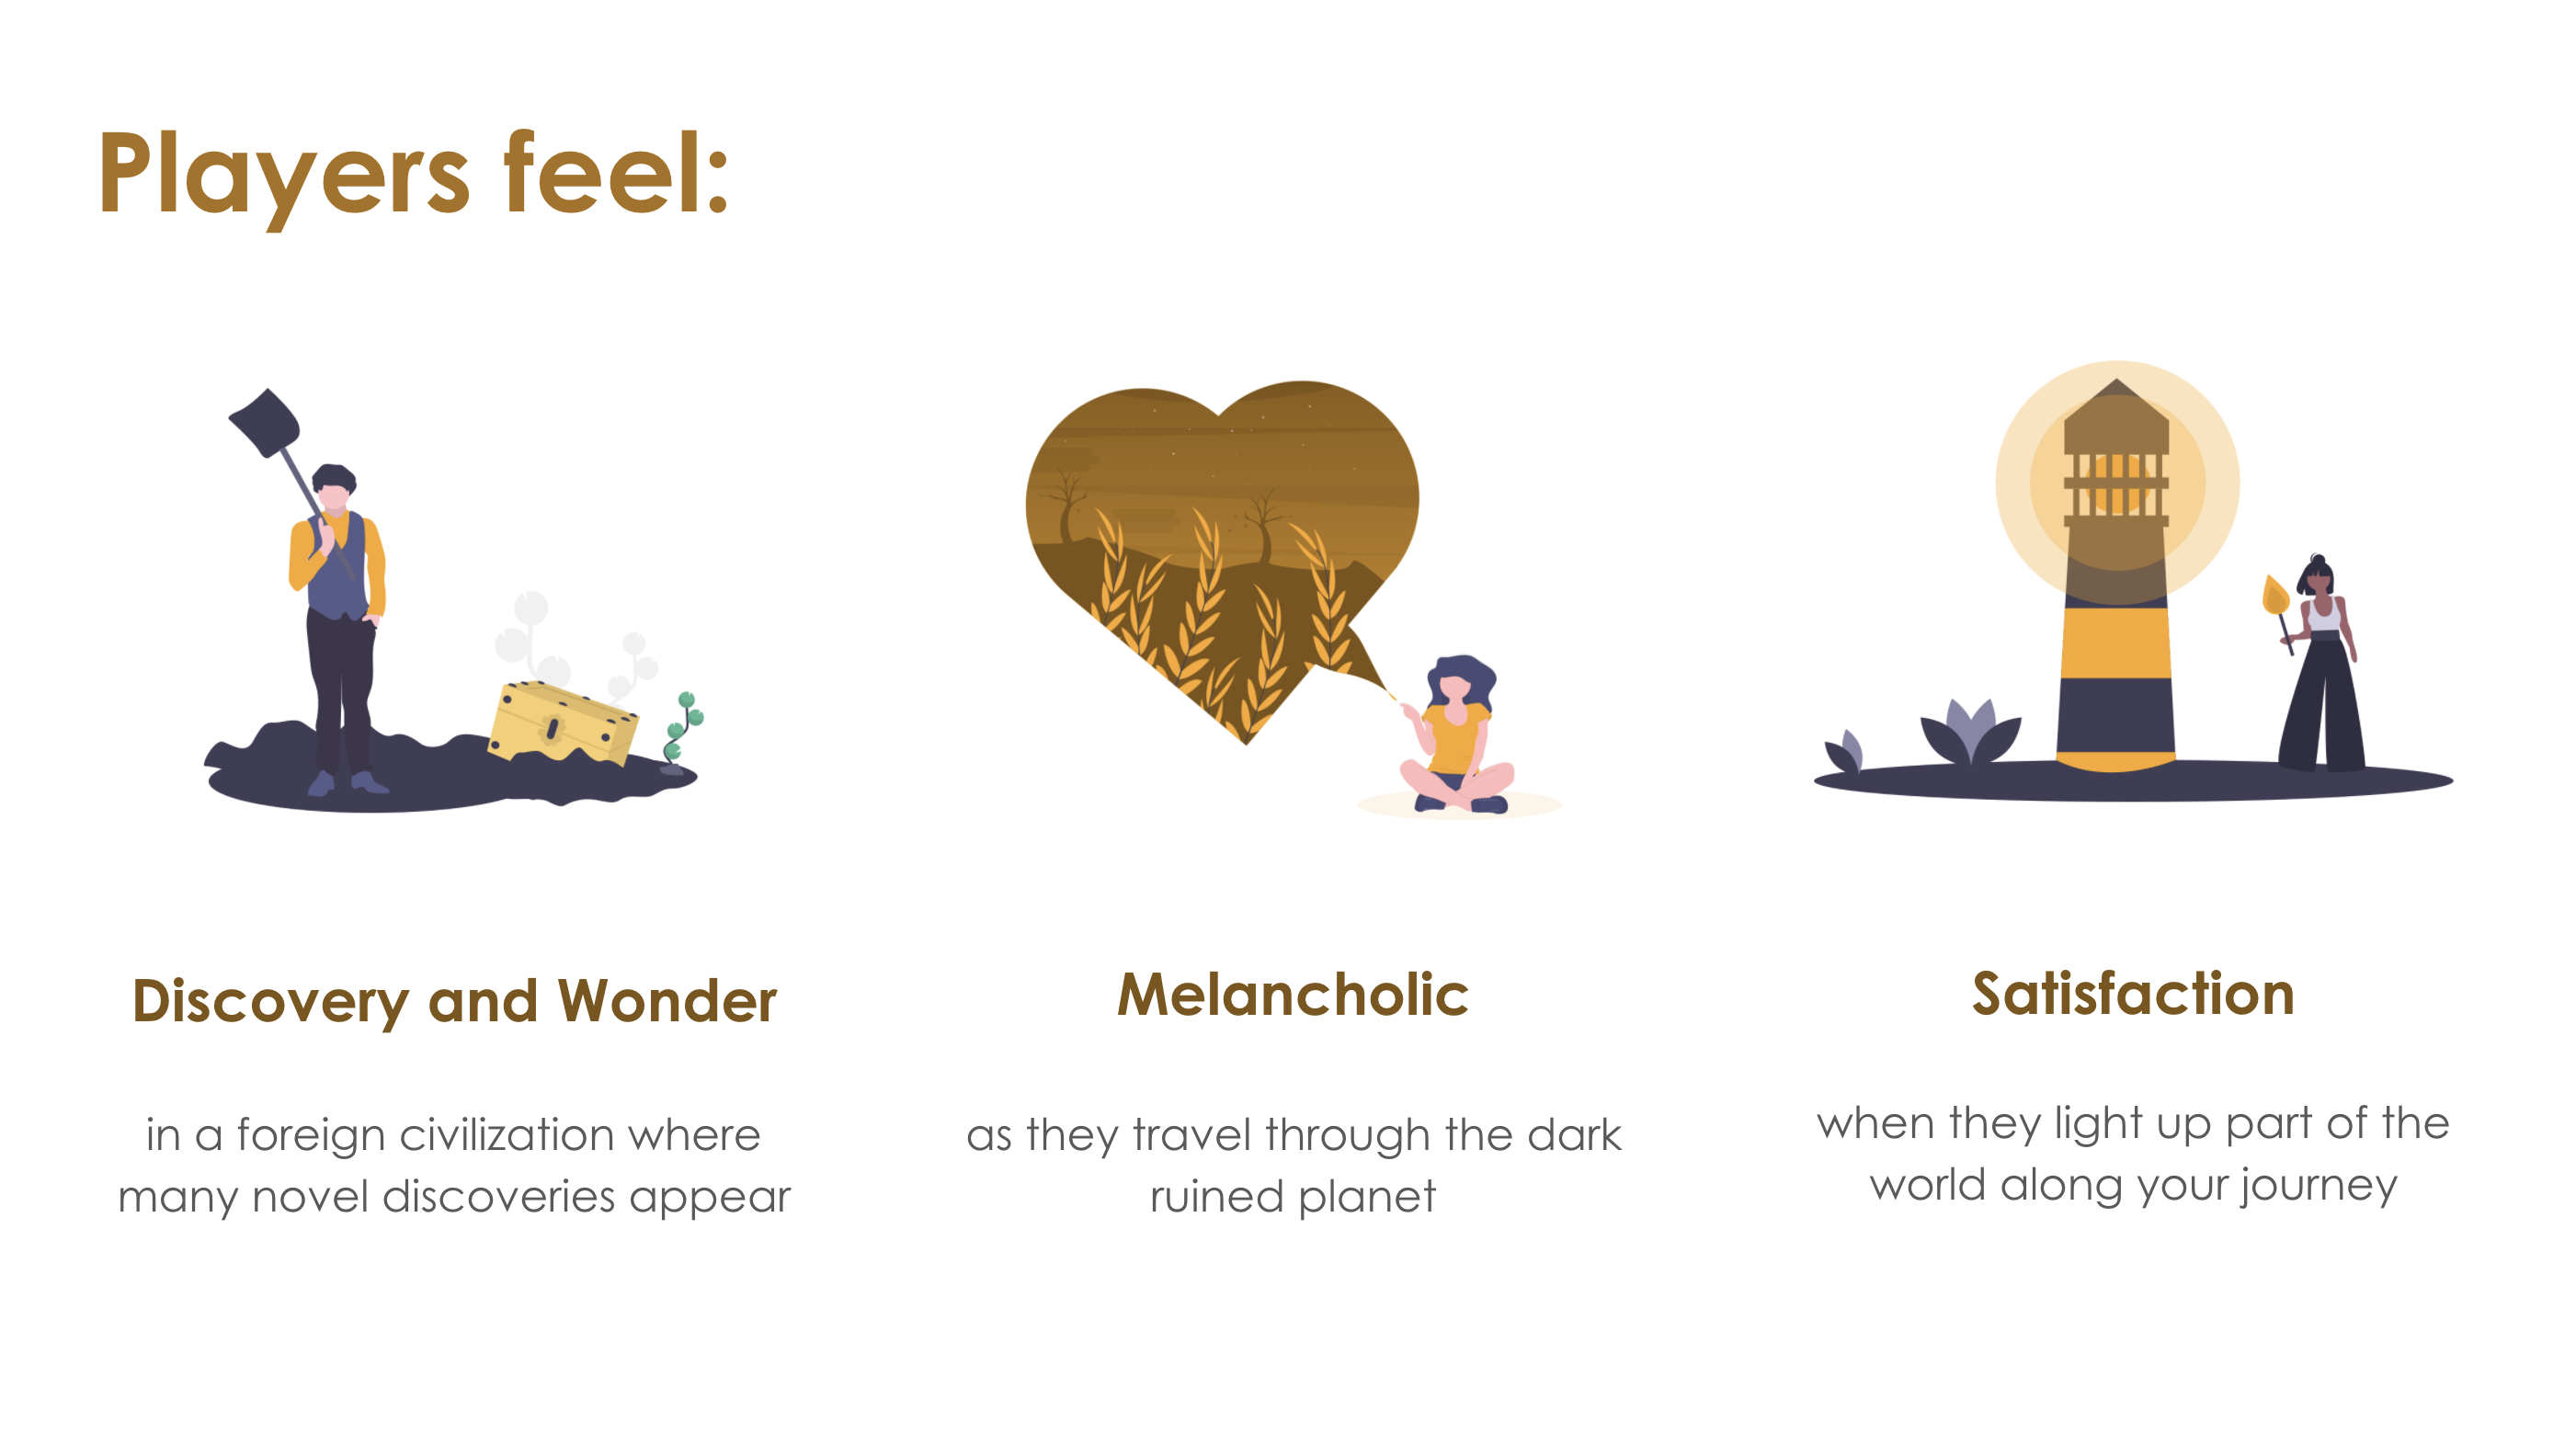 Players feel:
Discovery and Wonder
in a foreign civilization where
many novel discoveries appear
Melancholic
as they travel through the dark
ruined planet
Satisfaction
when they light up part of the
world along your journey